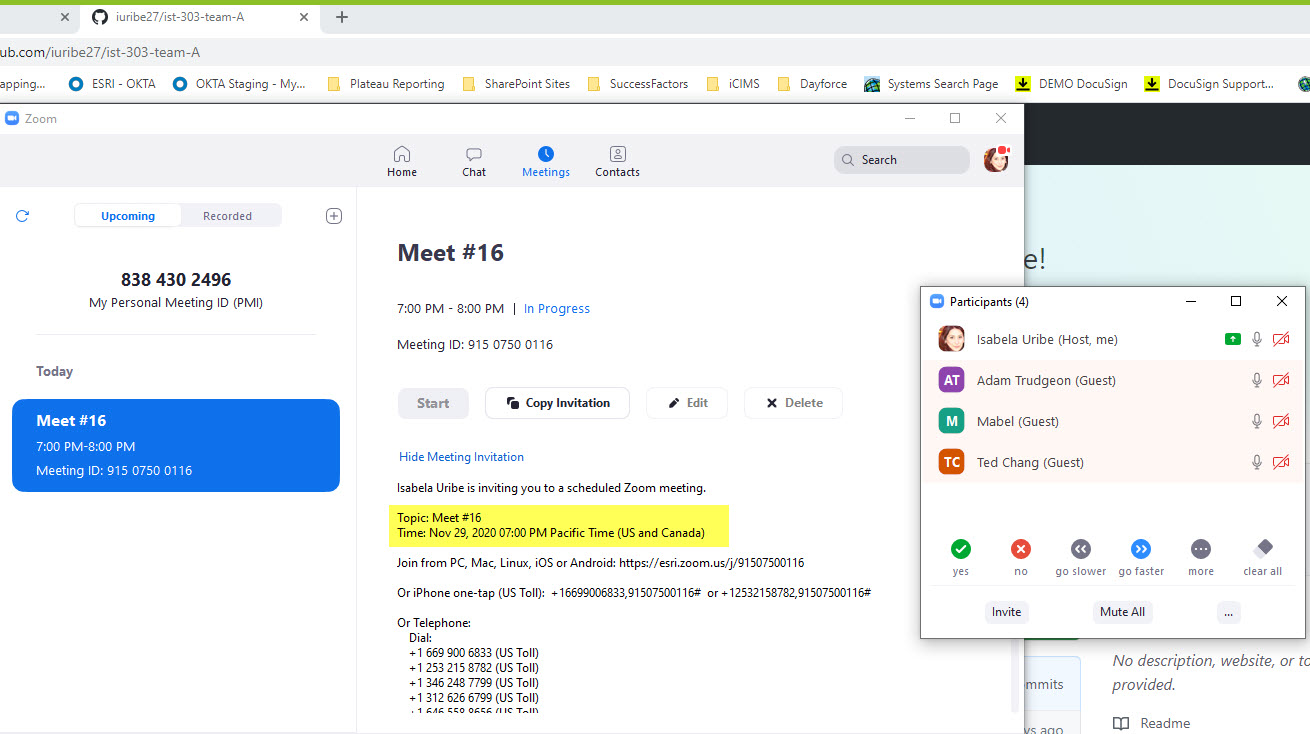 iuribe27/ist-303-team-A
ub.com/iuribe27/ist-303-team-A
apping... ESRI - OKTA OKTA Staging - My... Plateau Reporting SharePoint Sites SuccessFactors iCIMS Dayforce Systems Search Page DEMO DocuSign DocuSign Support...
Zoom
Home Chat Meetings Contacts Search
Upcoming Recorded
838 430 2496
My Personal Meeting ID (PMI)
Today
Meet #16
7:00 PM-8:00 PM
Meeting ID: 915 0750 0116
Meet #16
7:00 PM - 8:00 PM | In Progress
Meeting ID: 915 0750 0116
Start Copy Invitation Edit Delete
Hide Meeting Invitation
Isabela Uribe is inviting you to a scheduled Zoom meeting.
Topic: Meet #16
Time: Nov 29, 2020 07:00 PM Pacific Time (US and Canada)
Join from PC, Mac, Linux, iOS or Android: https://esri.zoom.us/j/91507500116
Or iPhone one-tap (US Toll): +16699006833,91507500116# or +12532158782,91507500116#
Or Telephone:
Dial:
+1 669 900 6833 (US Toll)
+1 253 215 8782 (US Toll)
+1 346 248 7799 (US Toll)
+1 312 626 6799 (US Toll)
+1 646 558 8656 (US Toll)
e!
Participants (4)
Isabela Uribe (Host, me)
AT Adam Trudgeon (Guest)
M Mabel (Guest)
TC Ted Chang (Guest)
yes no go slower go faster more clear all
Invite Mute All ...
mmits
ys ago
No description, website, or to
provided.
Readme